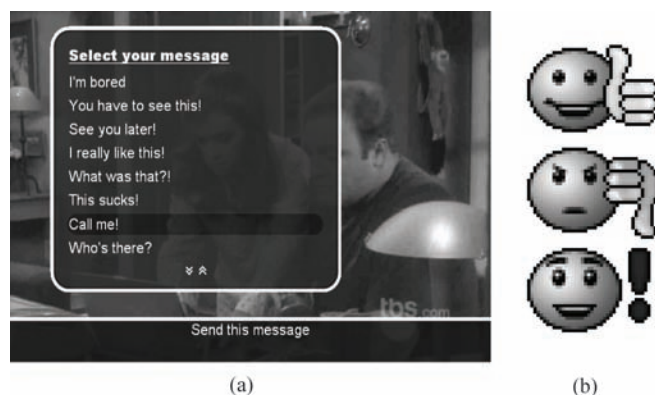 Select your message
I'm bored
You have to see this!
See you later!
I really like this!
What was that?!
This sucks!
Call me!
Who's there?
tbs.com
Send this message
(a)
(b)